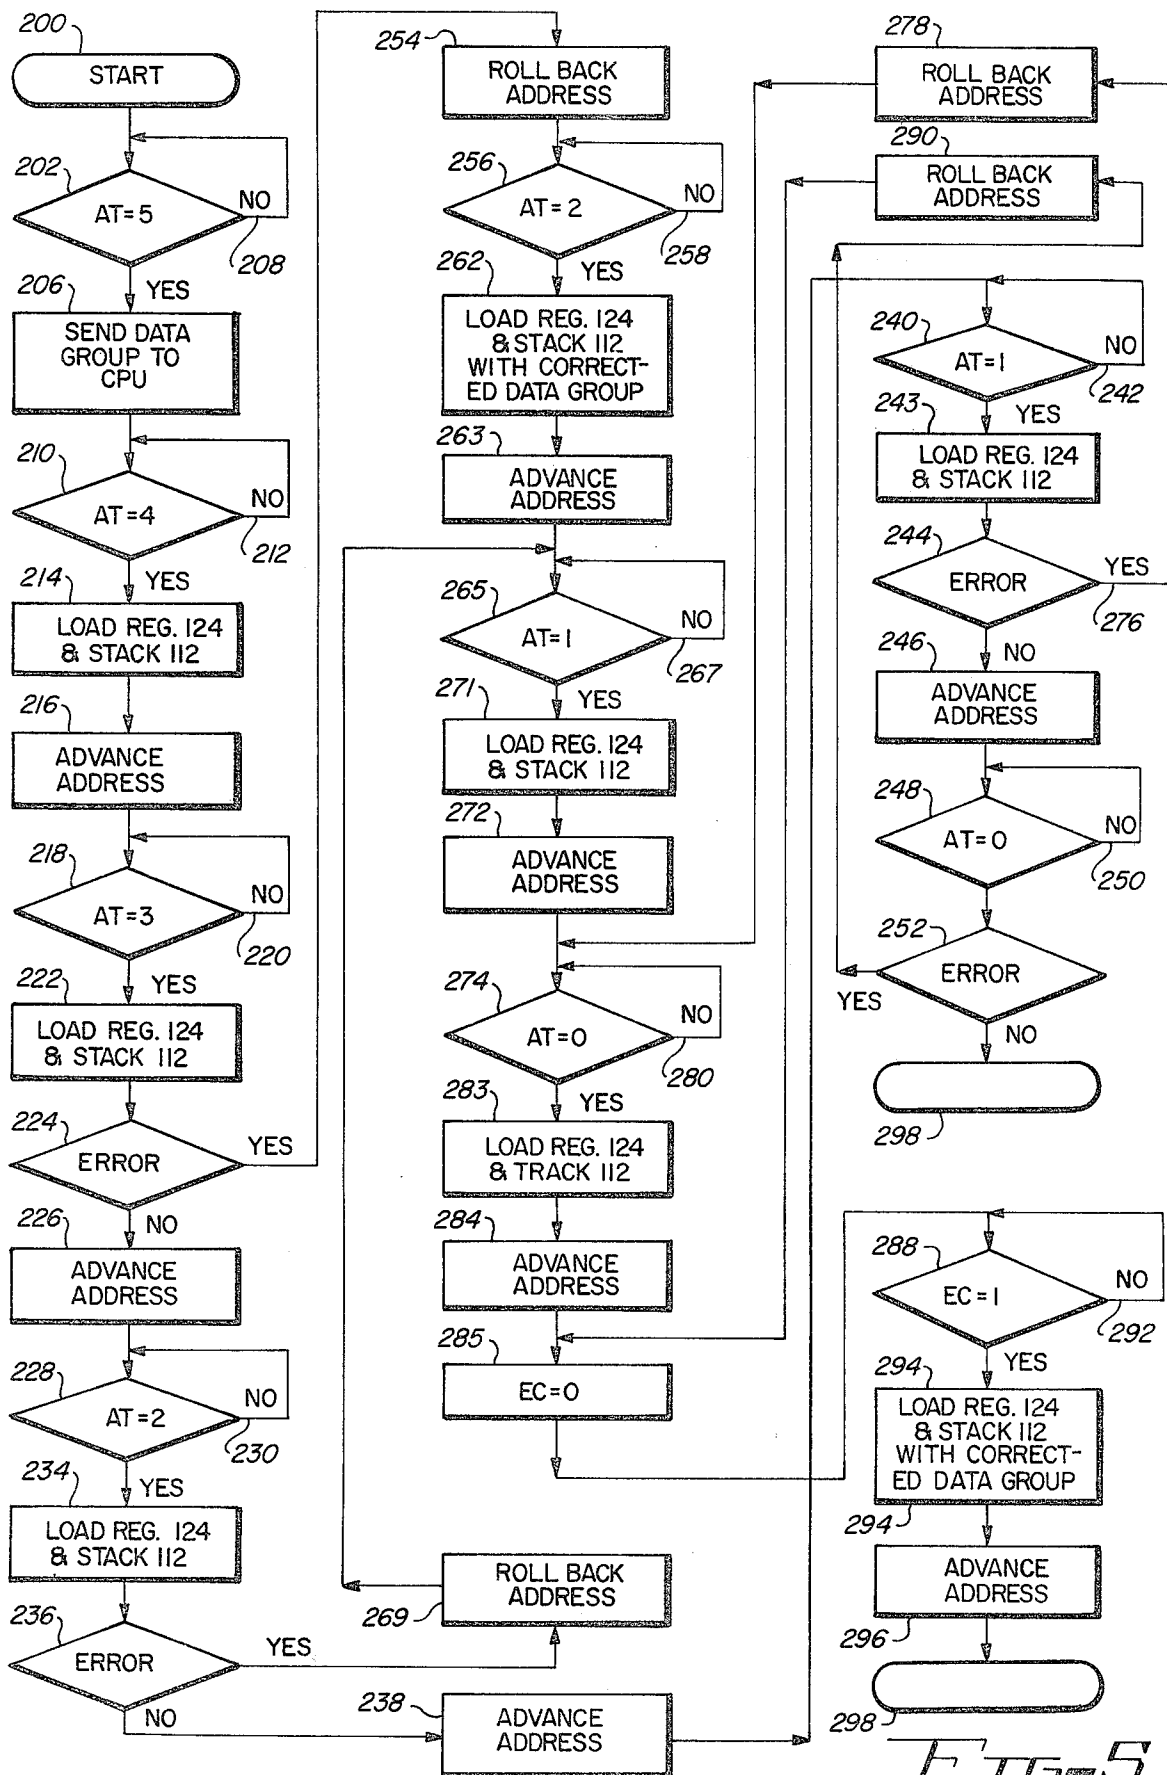 200
START
202
AT=5
NO
208
YES
206
SEND DATA
GROUP TO
CPU
210
AT=4
NO
212
YES
214
LOAD REG. 124
& STACK 112
216
ADVANCE
ADDRESS
218
AT=3
NO
220
YES
222
LOAD REG. 124
& STACK 112
224
ERROR
YES
NO
226
ADVANCE
ADDRESS
228
AT=2
NO
230
YES
234
LOAD REG. 124
& STACK 112
236
ERROR
YES
NO
238
ADVANCE
ADDRESS
254
ROLL BACK
ADDRESS
256
AT=2
NO
258
YES
262
LOAD REG. 124
& STACK 112
WITH CORRECT-
ED DATA GROUP
263
ADVANCE
ADDRESS
265
AT=1
NO
267
YES
271
LOAD REG. 124
& STACK 112
272
ADVANCE
ADDRESS
274
AT=0
NO
280
YES
283
LOAD REG. 124
& TRACK 112
284
ADVANCE
ADDRESS
285
EC=0
ROLL BACK
ADDRESS
269
278
ROLL BACK
ADDRESS
290
ROLL BACK
ADDRESS
240
AT=1
NO
242
YES
243
LOAD REG. 124
& STACK 112
244
ERROR
YES
276
NO
246
ADVANCE
ADDRESS
248
AT=0
NO
250
252
ERROR
YES
NO
298
288
EC=1
NO
292
YES
294
LOAD REG. 124
& STACK 112
WITH CORRECT-
ED DATA GROUP
294
ADVANCE
ADDRESS
296
298
FIG. 5